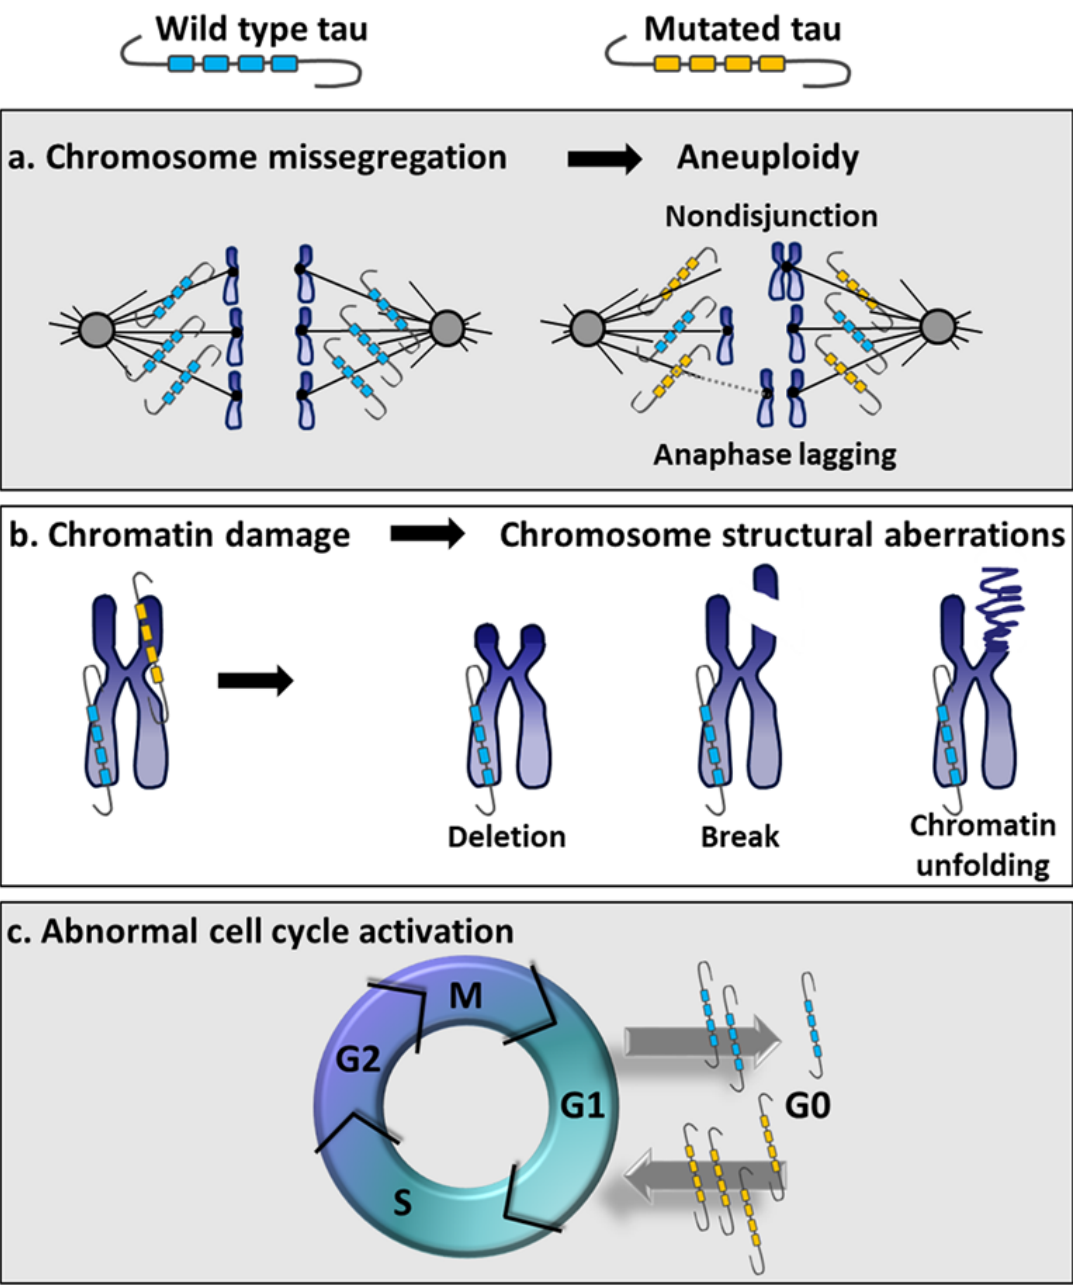 Wild type tau
Mutated tau
a. Chromosome missegregation
Aneuploidy
Nondisjunction
Anaphase lagging
b. Chromatin damage
Chromosome structural aberrations
Deletion
Break
Chromatin
unfolding
c. Abnormal cell cycle activation
M
G2
G1
S
G0